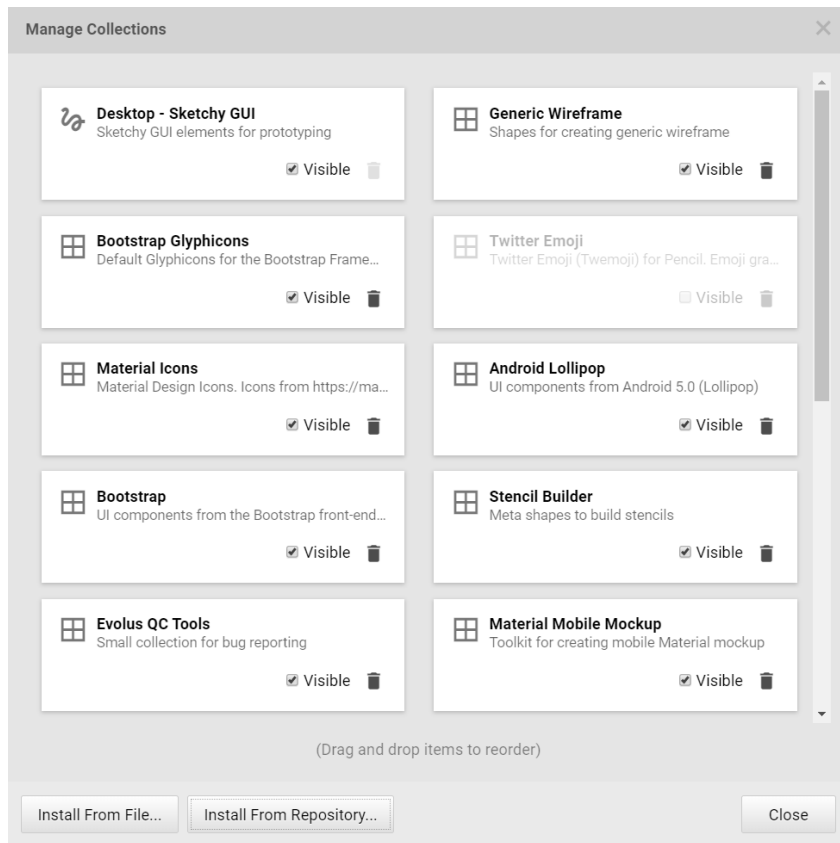 Manage Collections
Desktop - Sketchy GUI
Sketchy GUI elements for prototyping
Visible
Generic Wireframe
Shapes for creating generic wireframe
Visible
Bootstrap Glyphicons
Default Glyphicons for the Bootstrap Frame...
Visible
Twitter Emoji
Twitter Emoji (Twemoji) for Pencil. Emoji gra...
Visible
Material Icons
Material Design Icons. Icons from https://ma...
Visible
Android Lollipop
UI components from Android 5.0 (Lollipop)
Visible
Bootstrap
UI components from the Bootstrap front-end...
Visible
Stencil Builder
Meta shapes to build stencils
Visible
Evolus QC Tools
Small collection for bug reporting
Visible
Material Mobile Mockup
Toolkit for creating mobile Material mockup
Visible
(Drag and drop items to reorder)
Install From File...
Install From Repository...
Close